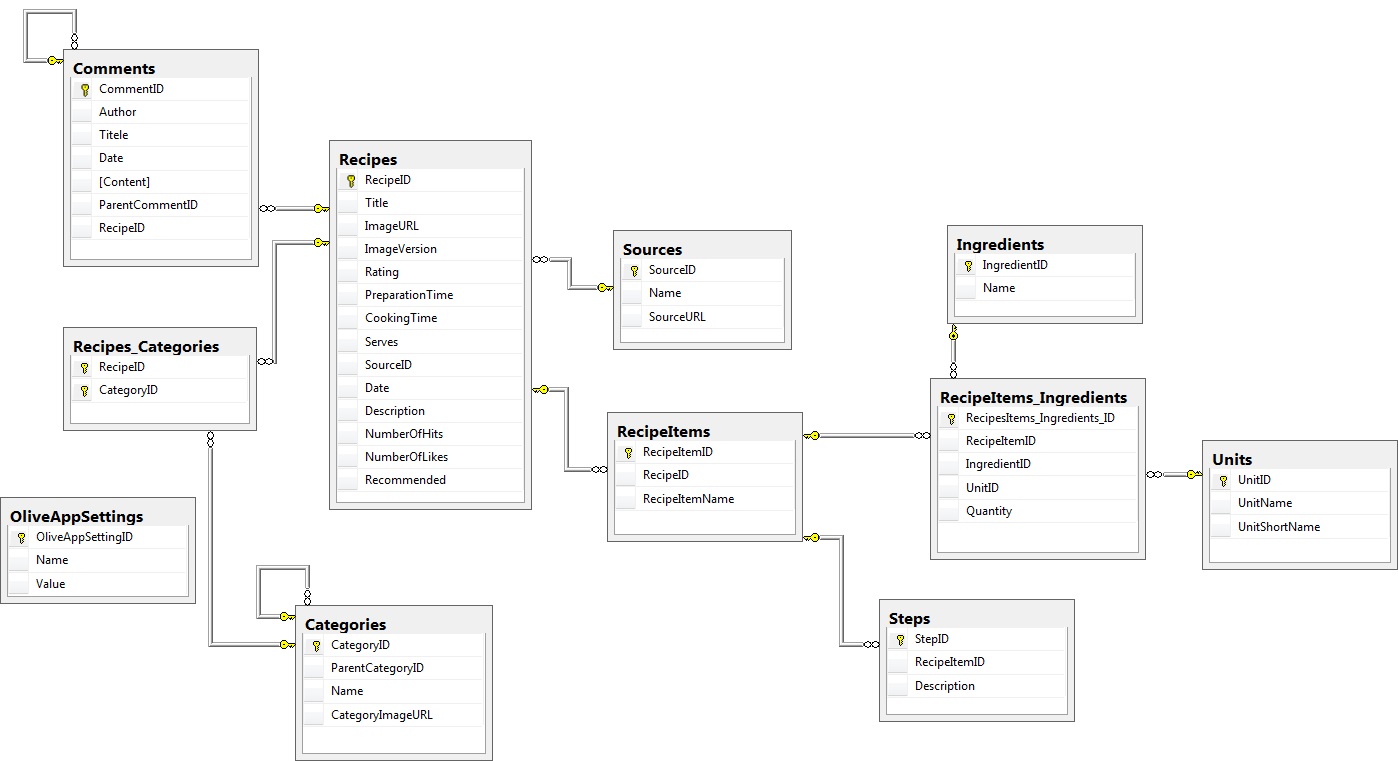 Comments
CommentID
Author
Titele
Date
[Content]
ParentCommentID
RecipeID
Recipes
RecipeID
Title
ImageURL
ImageVersion
Rating
PreparationTime
CookingTime
Serves
SourceID
Date
Description
NumberOfHits
NumberOfLikes
Recommended
Sources
SourceID
Name
SourceURL
Ingredients
IngredientID
Name
Recipes_Categories
RecipeID
CategoryID
RecipeItems
RecipeItemID
RecipeID
RecipeItemName
RecipeItems_Ingredients
RecipesItems_Ingredients_ID
RecipeItemID
IngredientID
UnitID
Quantity
Units
UnitID
UnitName
UnitShortName
OliveAppSettings
OliveAppSettingID
Name
Value
Categories
CategoryID
ParentCategoryID
Name
CategoryImageURL
Steps
StepID
RecipeItemID
Description